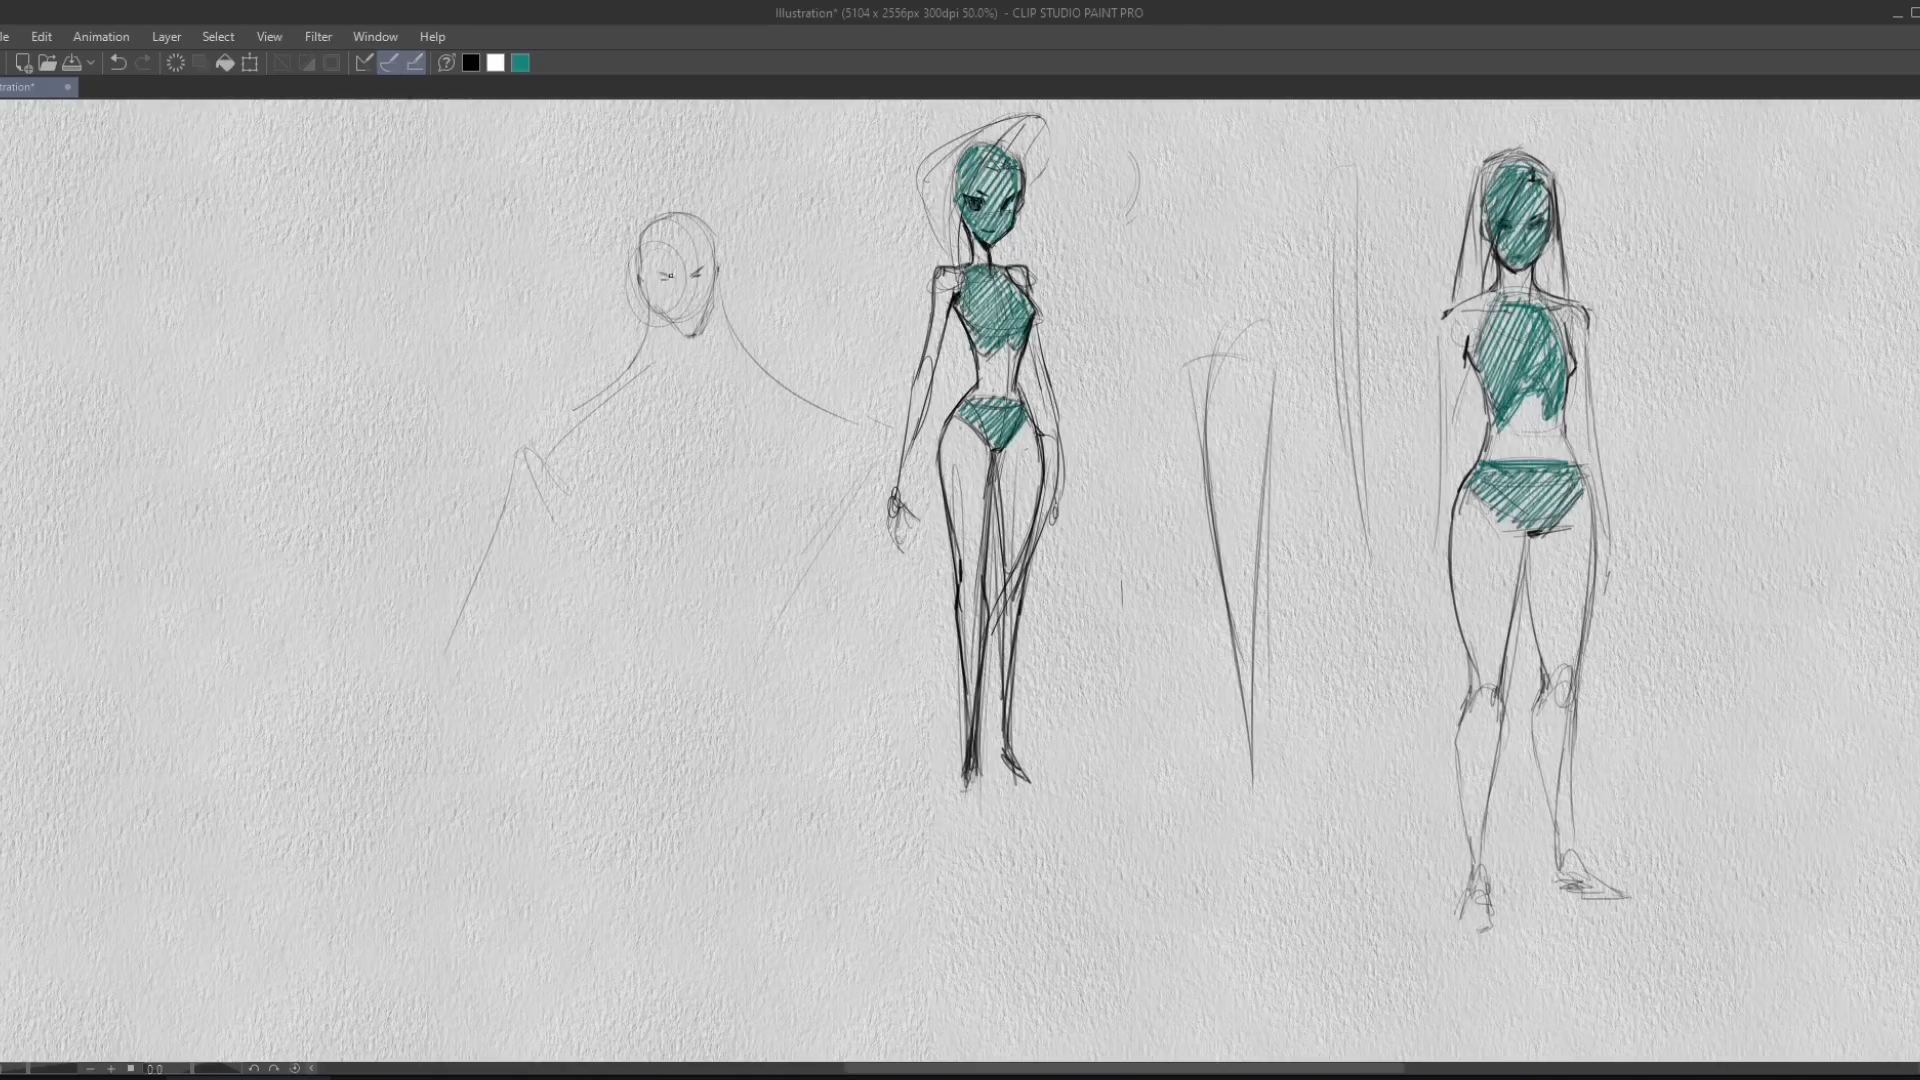 Illustration* (5104 x 2556px 300dpi 50.0%) - CLIP STUDIO PAINT PRO
le Edit Animation Layer Select View Filter Window Help
tration*